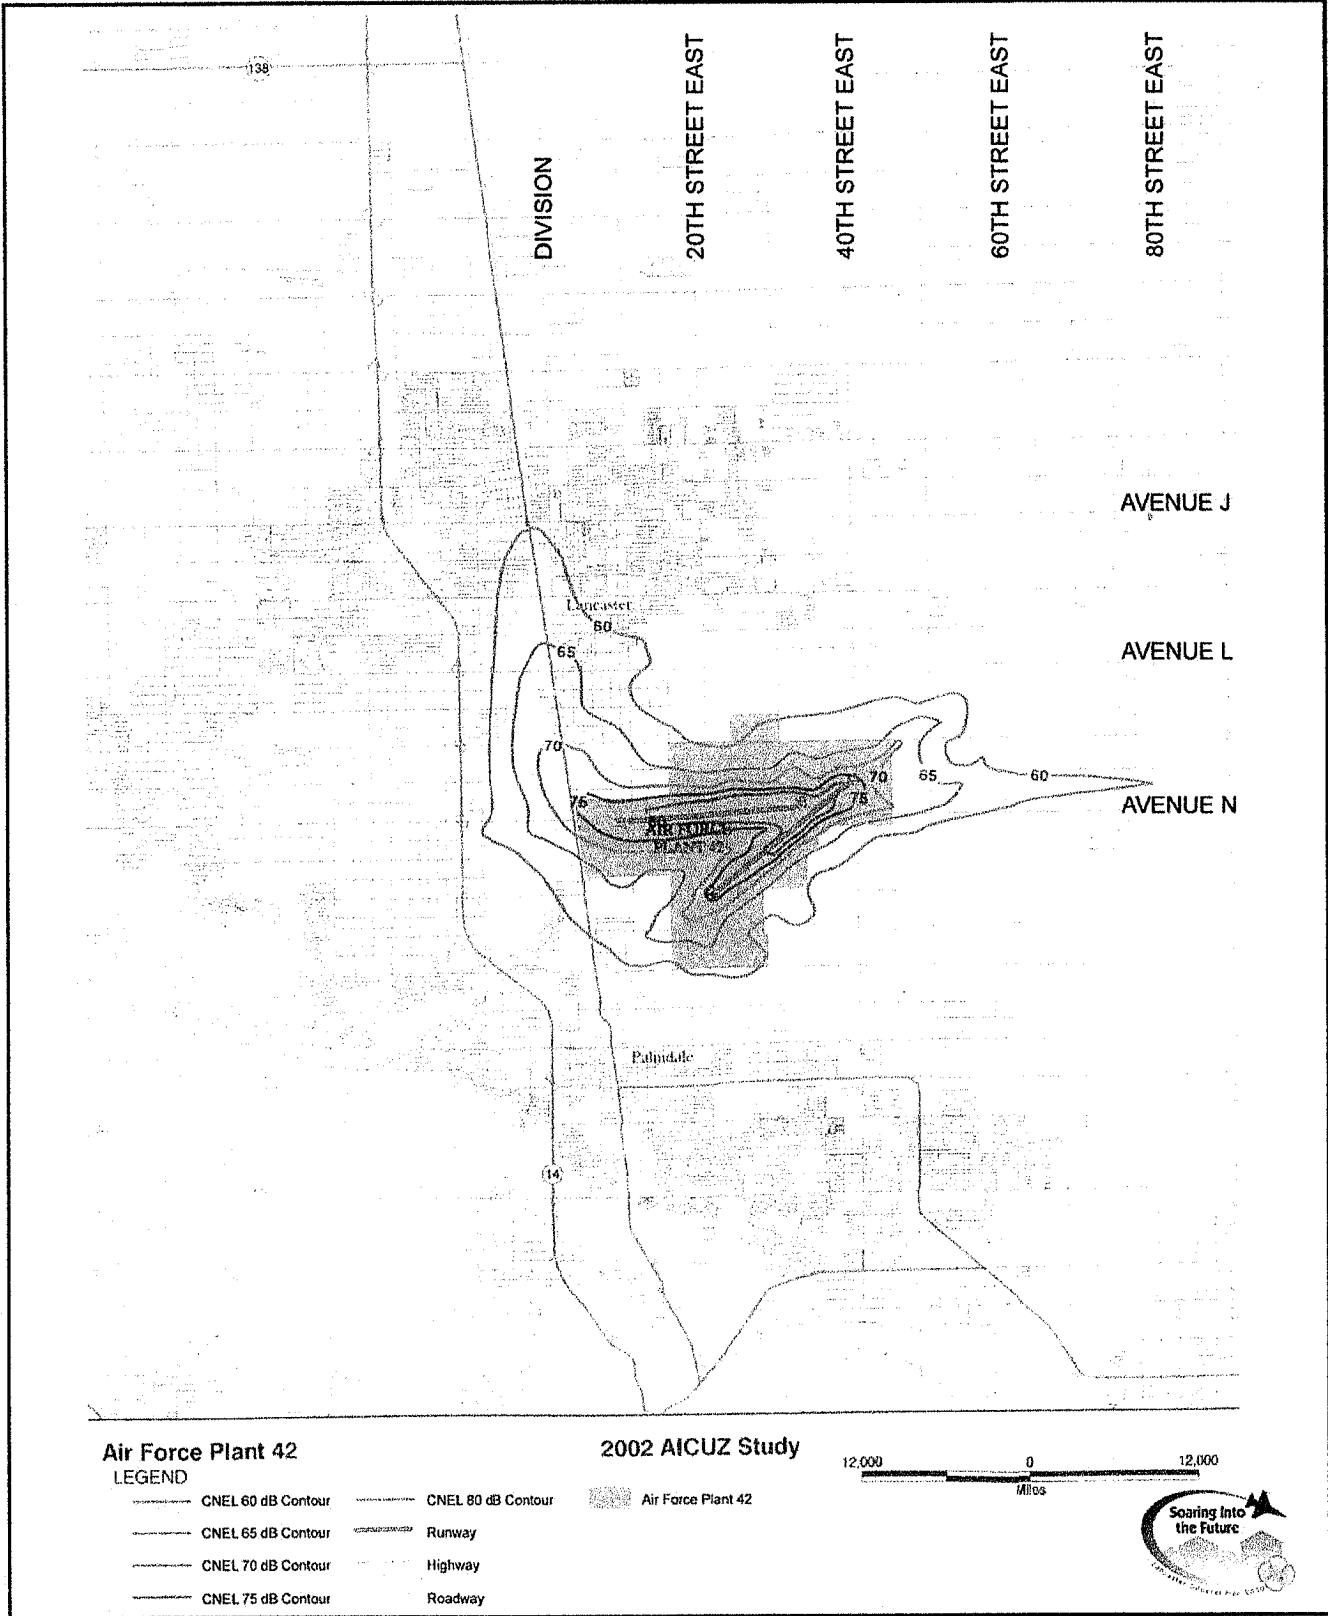 138
DIVISION
20TH STREET EAST
40TH STREET EAST
60TH STREET EAST
80TH STREET EAST
AVENUE J
Lancaster
60
65
AVENUE L
70
70
65
60
75
75
AVENUE N
80
AIR FORCE
PLANT 42
Palmdale
14
Air Force Plant 42
2002 AICUZ Study
LEGEND
CNEL 60 dB Contour
CNEL 80 dB Contour
Air Force Plant 42
CNEL 65 dB Contour
Runway
CNEL 70 dB Contour
Highway
CNEL 75 dB Contour
Roadway
12,000
0
12,000
Miles
Soaring Into
the Future
Lancaster General Plan